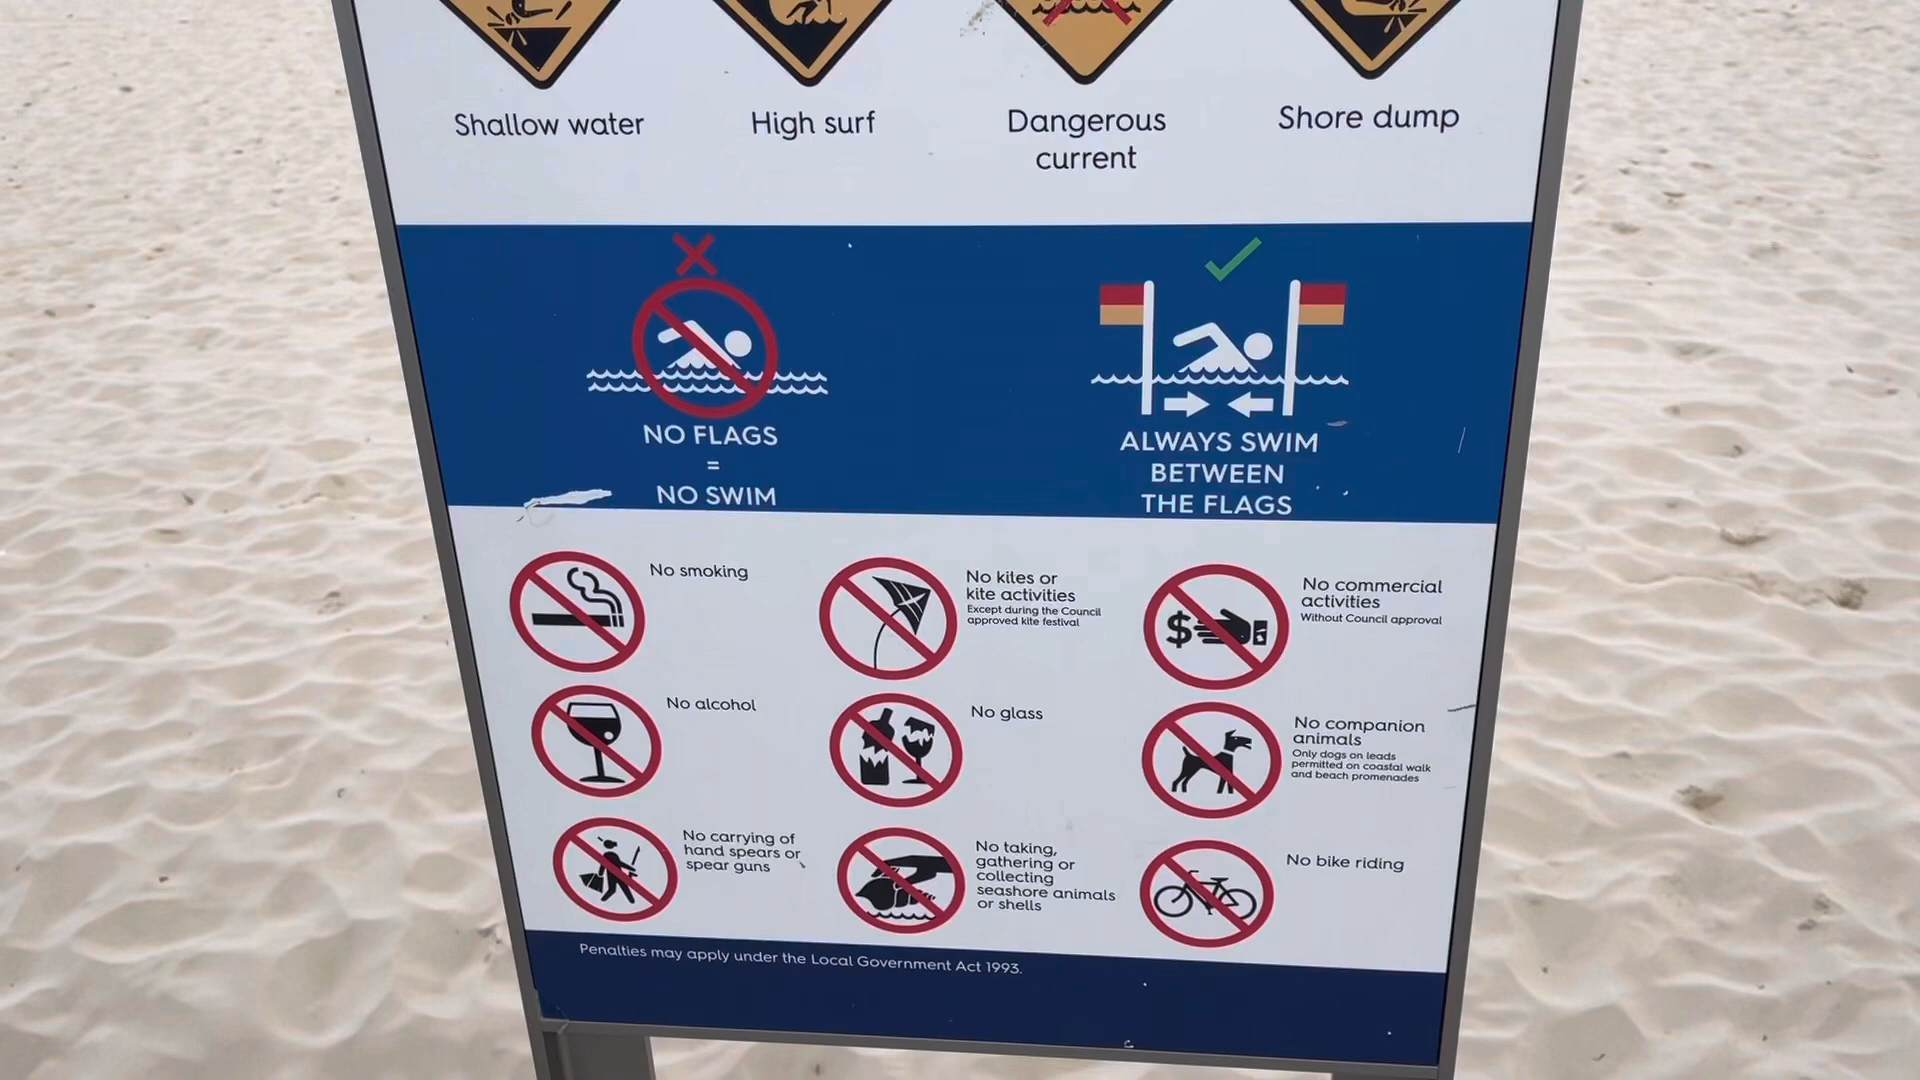 Shallow water
High surf
Dangerous
current
Shore dump
NO FLAGS
=
NO SWIM
ALWAYS SWIM
BETWEEN
THE FLAGS
No smoking
No kites or
kite activities
Except during the Council
approved kite festival
No commercial
activities
Without Council approval
$
No alcohol
No glass
No companion
animals
Only dogs on leads
permitted on coastal walk
and beach promenades
No carrying of
hand spears or
spear guns
No taking,
gathering or
collecting
seashore animals
or shells
No bike riding
Penalties may apply under the Local Government Act 1993.